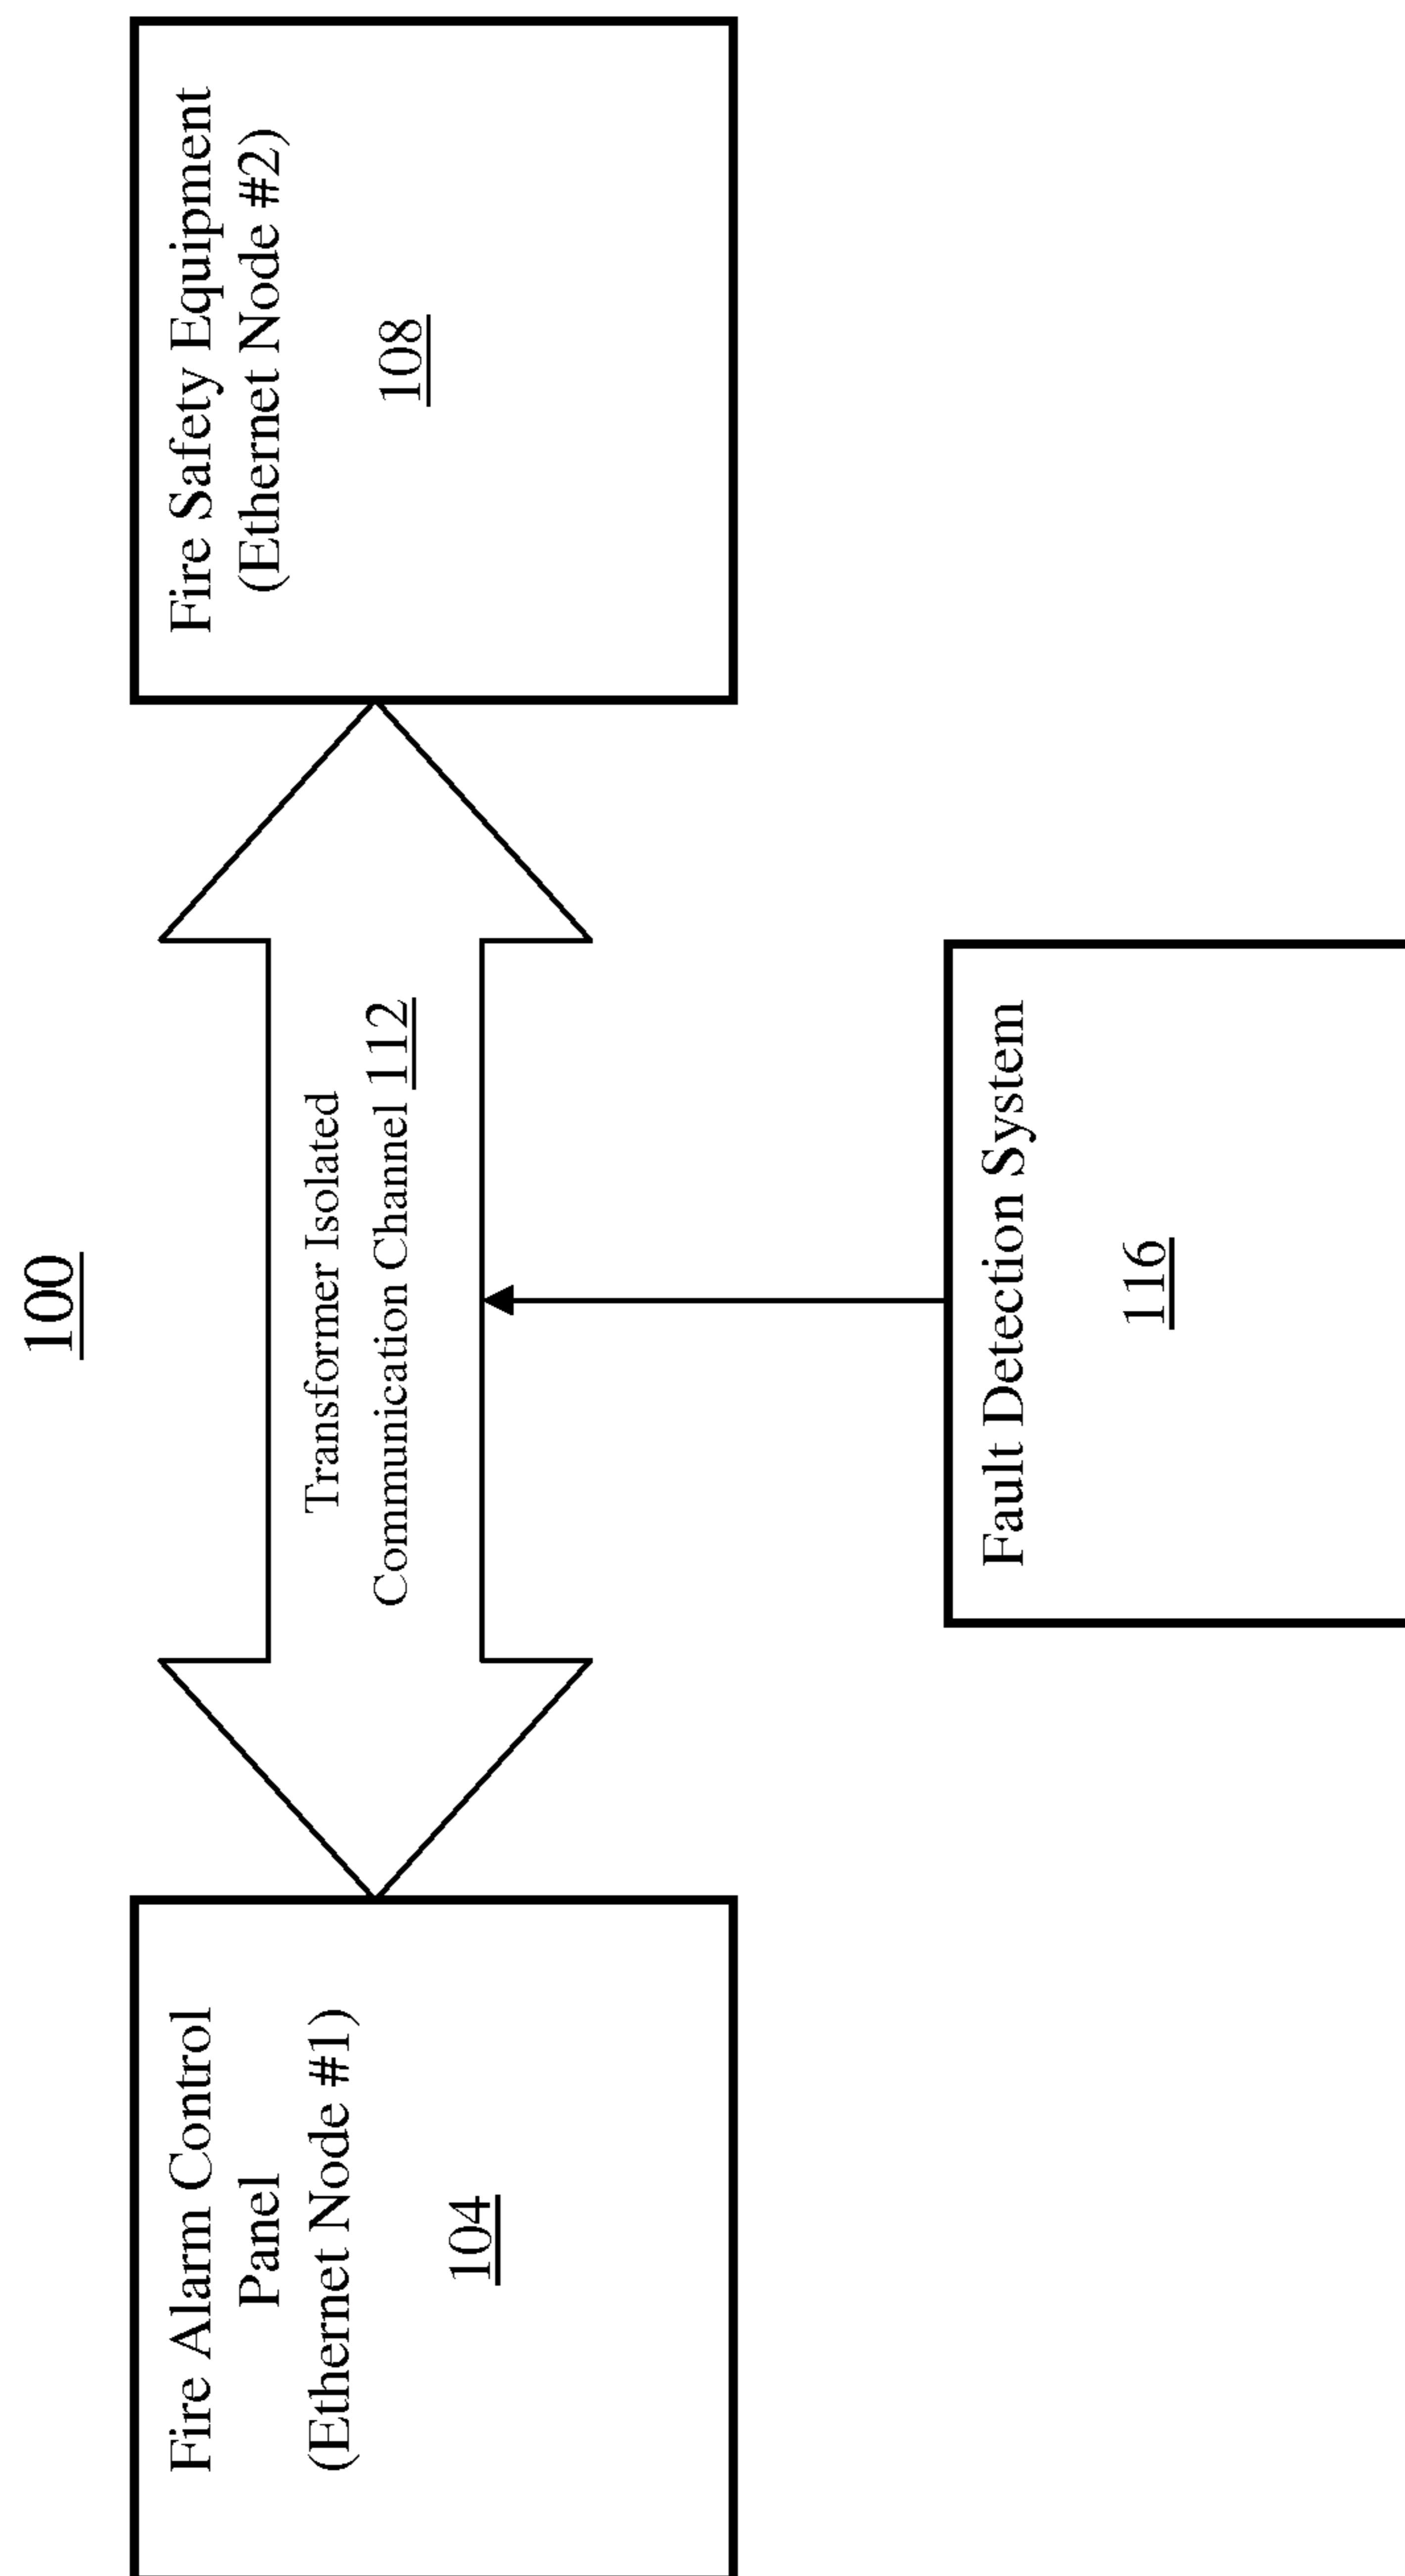 100
Fire Alarm Control
Panel
(Ethernet Node #1)
104
Transformer Isolated
Communication Channel 112
Fire Safety Equipment
(Ethernet Node #2)
108
Fault Detection System
116